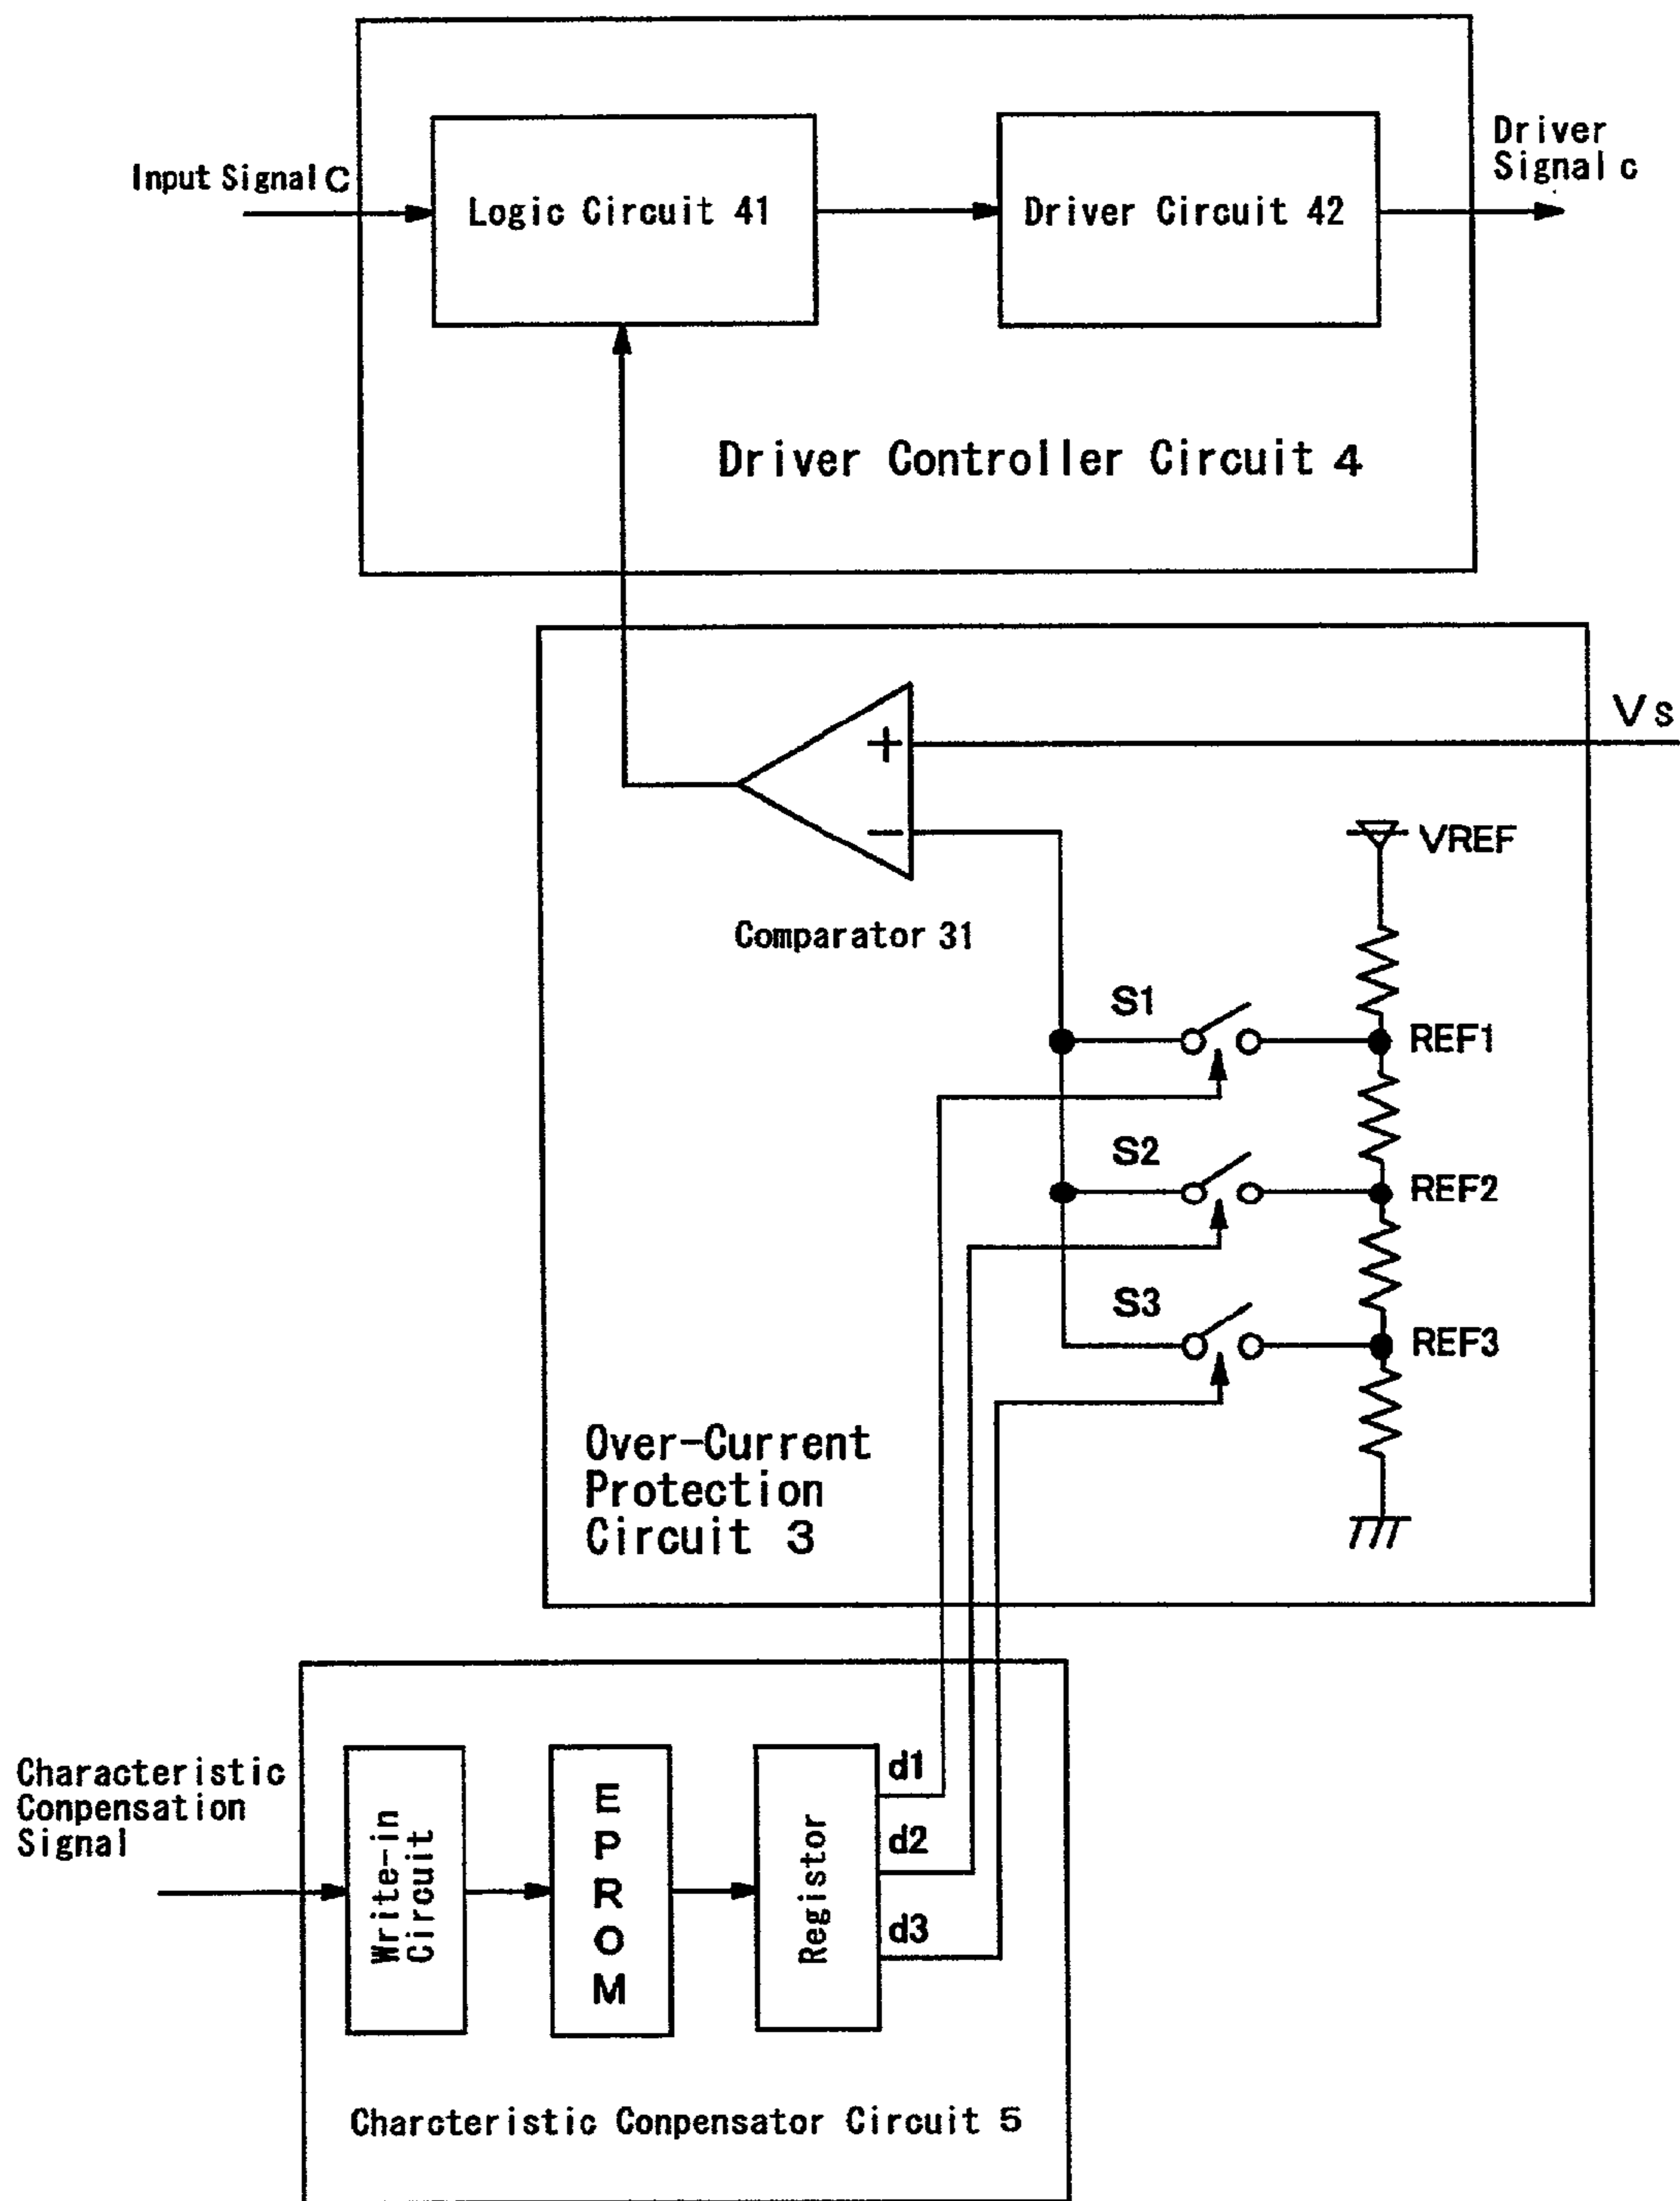 Input Signal C
Logic Circuit 41
Driver Circuit 42
Driver
Signal c
Driver Controller Circuit 4
Vs
+
−
VREF
Comparator 31
S1
REF1
S2
REF2
S3
REF3
Over-Current
Protection
Circuit 3
Characteristic
Conpensation
Signal
Write-in
Circuit
EPROM
Registor
d1
d2
d3
Charcteristic Conpensator Circuit 5